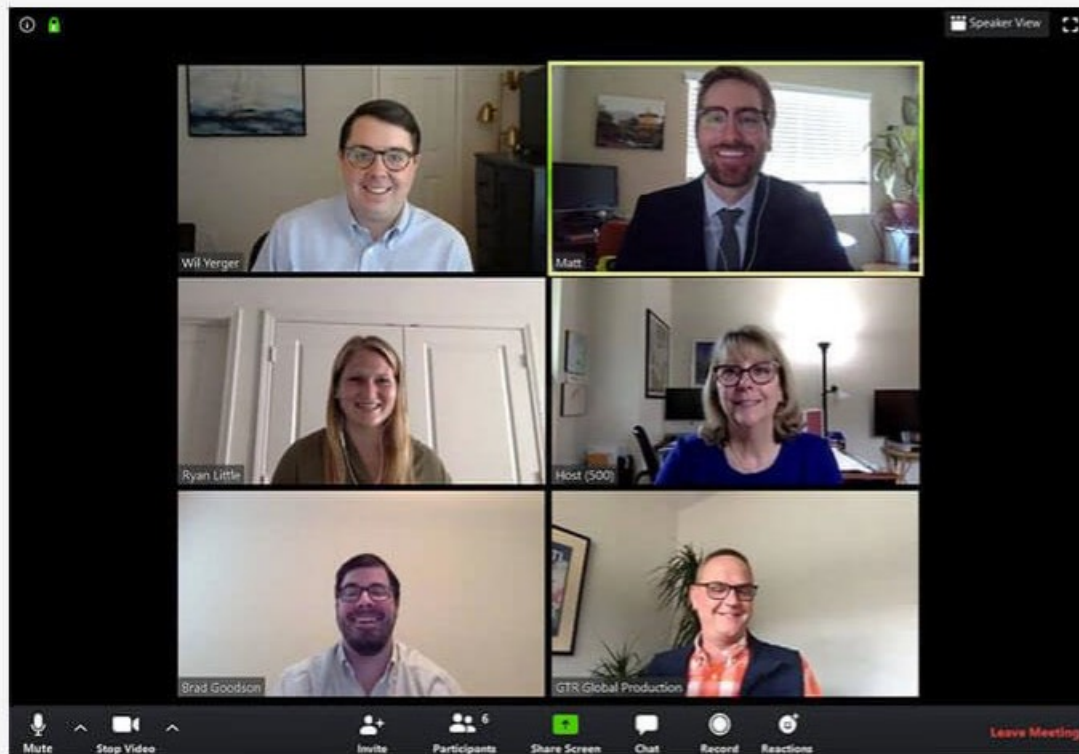 Speaker View
Wil Yerger
Matt
Ryan Little
Host (500)
Brad Goodson
GTR Global Production
6
Mute
Stop Video
Invite
Participants
Share Screen
Chat
Record
Reactions
Leave Meeting